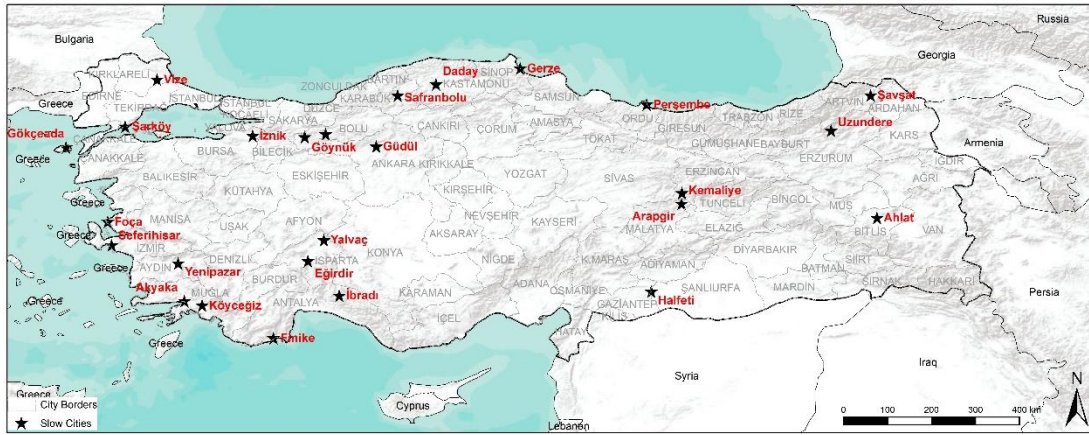 Russia
Bulgaria
Georgia
Gerze
Daday
SİNOP
KIRKLARELİ
Vize
BARTIN
KASTAMONU
ZONGULDAK
Safranbolu
KARABÜK
Şavşat
ARTVİN
ARDAHAN
Greece
EDİRNE
TEKİRDAĞ
İSTANBUL
İSTANBUL
KOCAELİ
DÜZCE
SAKARYA
SAMSUN
Perşembe
ORDU
GİRESUN
TRABZON
RİZE
Gökçeada
Şarköy
YALOVA
İznik
BOLU
ÇANKIRI
ÇORUM
AMASYA
TOKAT
Uzundere
KARS
Göynük
Güdül
GÜMÜŞHANE
BAYBURT
Armenia
Greece
ÇANAKKALE
BURSA
BİLECİK
ANKARA
KIRIKKALE
ERZURUM
IĞDIR
BALIKESİR
ESKİŞEHİR
YOZGAT
SİVAS
ERZİNCAN
AĞRI
Greece
KÜTAHYA
KIRŞEHİR
Kemaliye
TUNCELİ
BİNGÖL
MUŞ
Foça
MANİSA
UŞAK
AFYON
NEVŞEHİR
KAYSERİ
Arapgir
MALATYA
ELAZIĞ
Ahlat
BİTLİS
VAN
Greece
Seferihisar
İZMİR
Yalvaç
KONYA
AKSARAY
DİYARBAKIR
Greece
AYDIN
Yenipazar
DENİZLİ
ISPARTA
Eğirdir
BURDUR
NİĞDE
K.MARAŞ
ADIYAMAN
BATMAN
SİİRT
ŞIRNAK
HAKKARİ
Akyaka
MUĞLA
Köyceğiz
ANTALYA
İbradı
KARAMAN
ADANA
OSMANİYE
GAZİANTEP
KİLİS
Halfeti
ŞANLIURFA
MARDİN
Persia
Greece
İÇEL
HATAY
Greece
Finike
Syria
Iraq
Greece
Cyprus
Lebanon
City Borders
Slow Cities
N
0 100 200 300 400 km